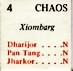 4 CHAOS
Xiombarg
Dharijor . . . .N
Pan Tang . . . .N
Jharkor . . . .N